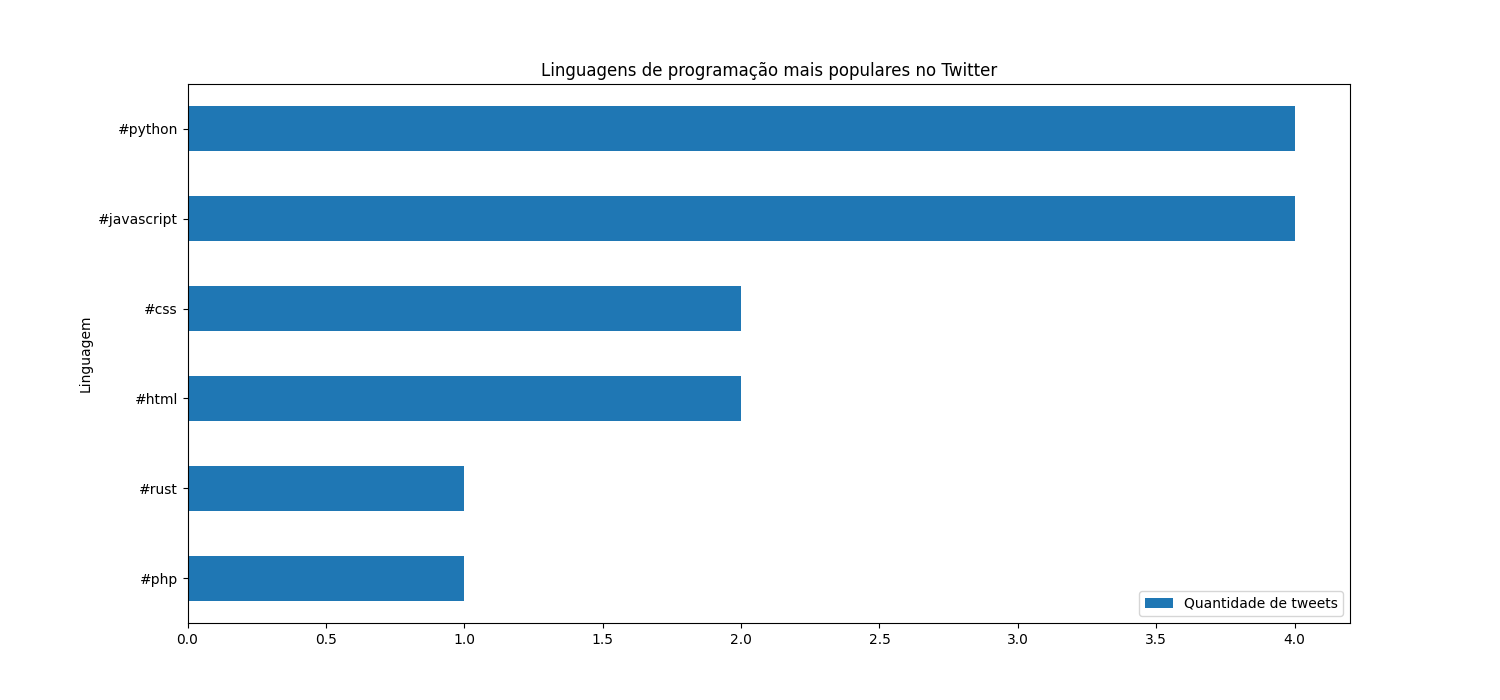 Linguagens de programação mais populares no Twitter
#python
#javascript
#css
#html
#rust
#php
Linguagem
Quantidade de tweets
0.0 0.5 1.0 1.5 2.0 2.5 3.0 3.5 4.0